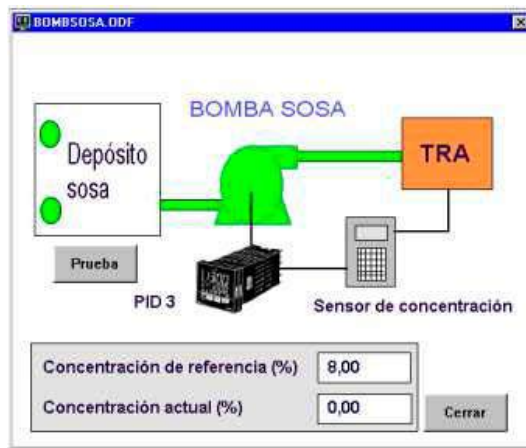 BOMBSOSA.ODF
BOMBA SOSA
Depósito
sosa
TRA
Prueba
PID 3
Sensor de concentración
Concentración de referencia (%) 8,00
Concentración actual (%) 0,00
Cerrar